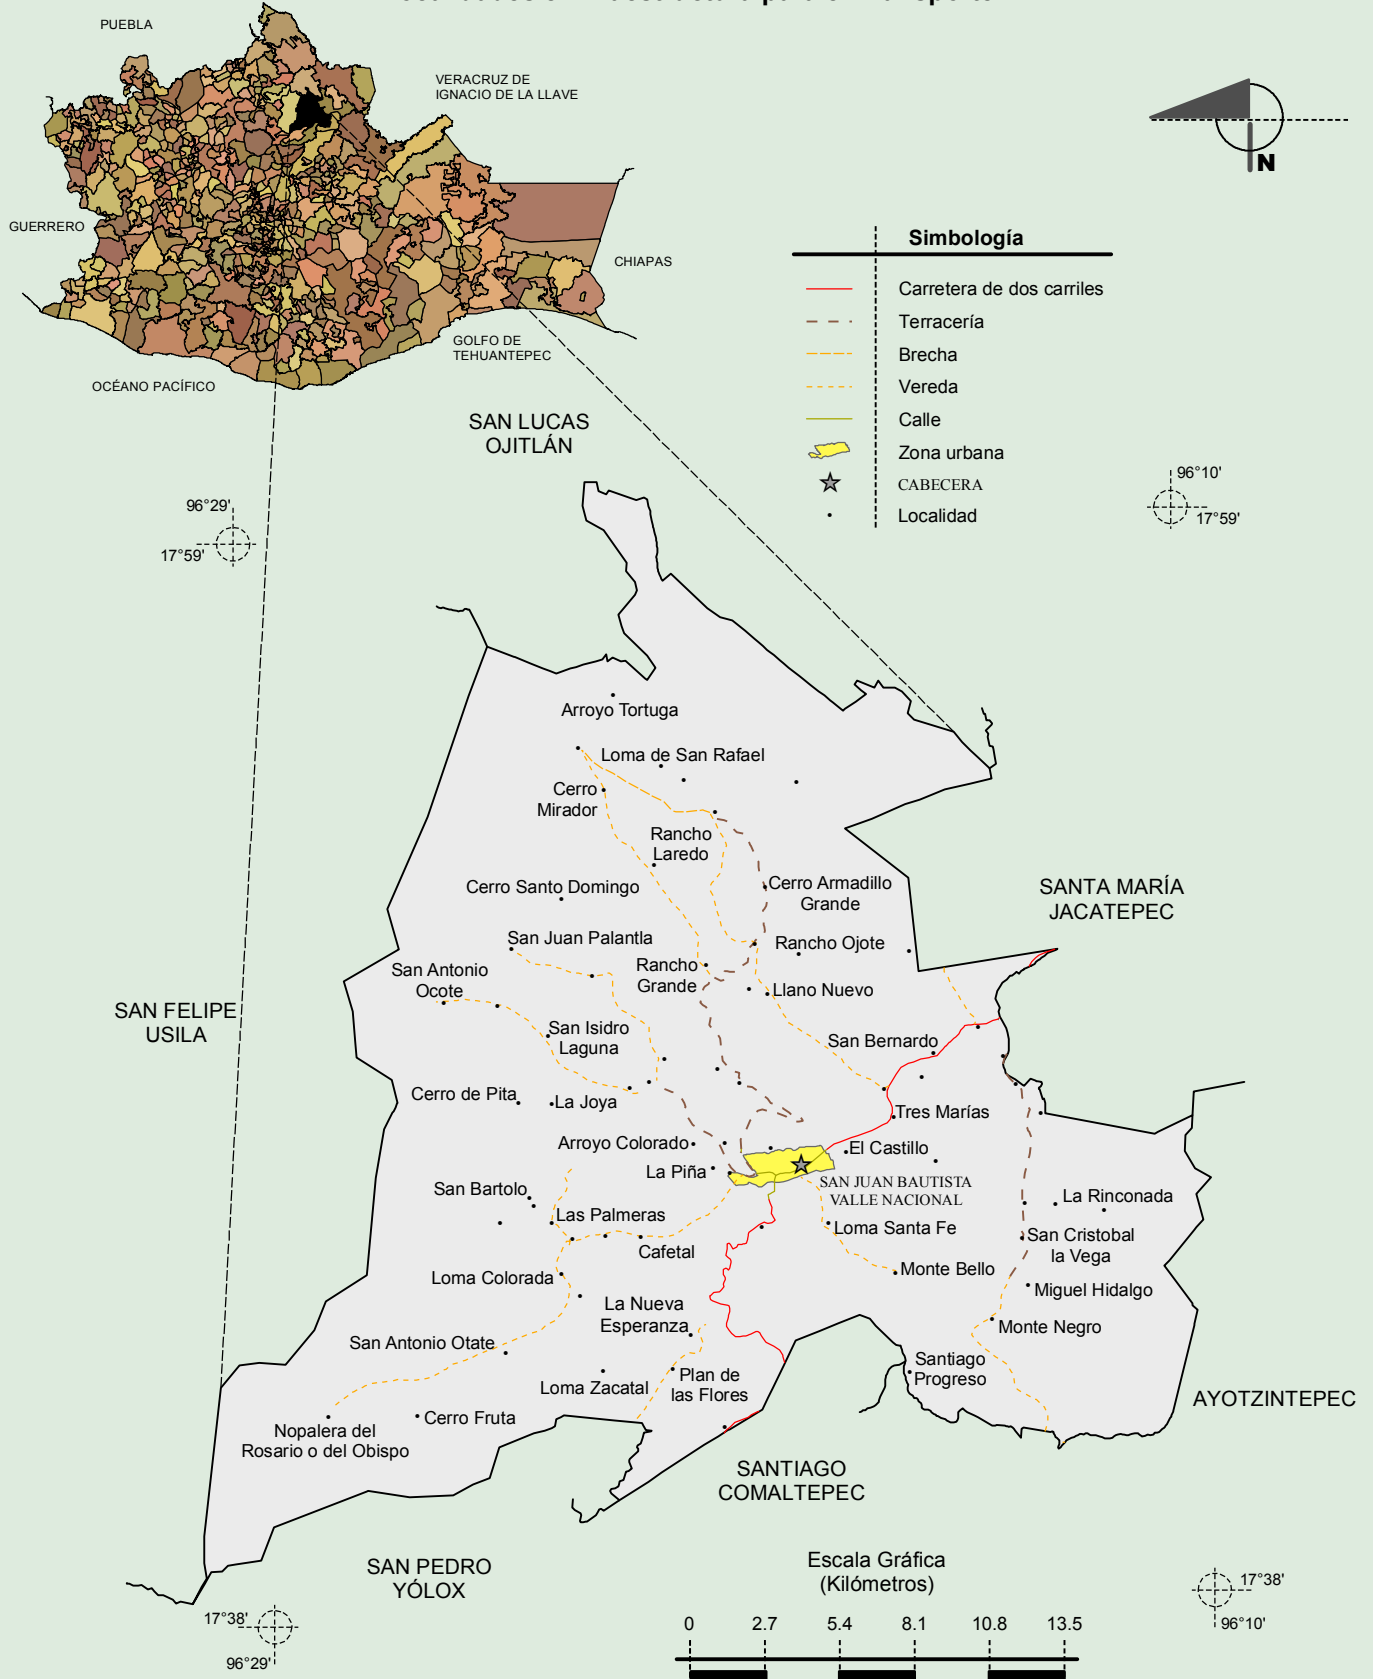 PUEBLA
VERACRUZ DE
IGNACIO DE LA LLAVE
GUERRERO
CHIAPAS
GOLFO DE
TEHUANTEPEC
OCÉANO PACÍFICO
N
Simbología
Carretera de dos carriles
Terracería
Brecha
Vereda
Calle
Zona urbana
CABECERA
Localidad
SAN LUCAS
OJITLÁN
96°29'
17°59'
96°10'
17°59'
Arroyo Tortuga
Loma de San Rafael
Cerro
Mirador
Rancho
Laredo
Cerro Santo Domingo
Cerro Armadillo
Grande
SANTA MARÍA
JACATEPEC
San Juan Palantla
Rancho Ojote
San Antonio
Ocote
Rancho
Grande
Llano Nuevo
SAN FELIPE
USILA
San Isidro
Laguna
San Bernardo
Cerro de Pita
La Joya
Tres Marías
Arroyo Colorado
El Castillo
La Piña
SAN JUAN BAUTISTA
VALLE NACIONAL
San Bartolo
La Rinconada
Las Palmeras
Loma Santa Fe
Cafetal
San Cristobal
la Vega
Loma Colorada
Monte Bello
Miguel Hidalgo
La Nueva
Esperanza
Monte Negro
San Antonio Otate
Santiago
Progreso
Loma Zacatal
Plan de
las Flores
AYOTZINTEPEC
Nopalera del
Rosario o del Obispo
Cerro Fruta
SANTIAGO
COMALTEPEC
SAN PEDRO
YÓLOX
Escala Gráfica
(Kilómetros)
17°38'
96°29'
17°38'
96°10'
0 2.7 5.4 8.1 10.8 13.5